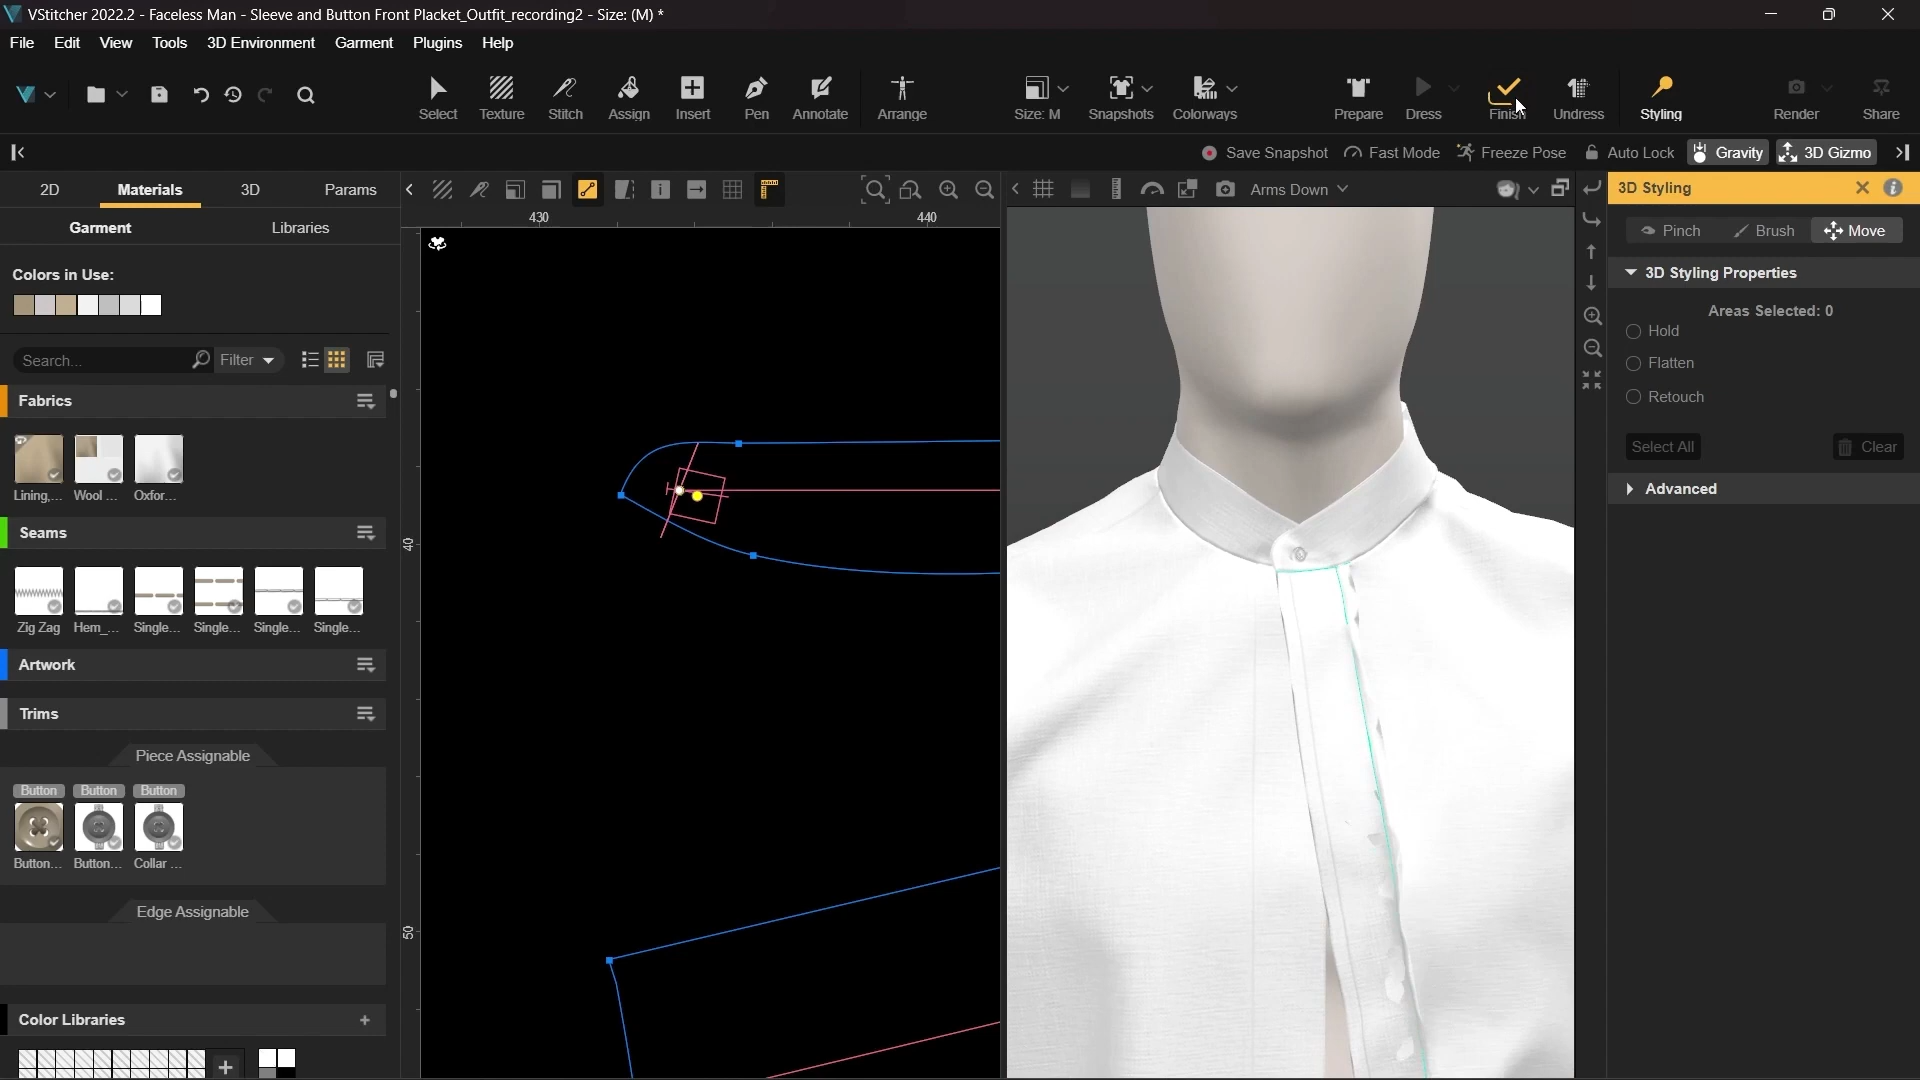 VStitcher 2022.2 - Faceless Man - Sleeve and Button Front Placket_Outfit_recording2 - Size: (M) *
File Edit View Tools 3D Environment Garment Plugins Help
Select Texture Stitch Assign Insert Pen Annotate Arrange Size: M Snapshots Colorways Prepare Dress Finish Undress Styling Render Share
Save Snapshot Fast Mode Freeze Pose Auto Lock Gravity 3D Gizmo
2D Materials 3D Params
Arms Down
3D Styling
430 440
Garment Libraries
Pinch Brush Move
Colors in Use:
3D Styling Properties
Areas Selected: 0
Hold
Search... Filter
Flatten
Fabrics
Retouch
Select All Clear
Advanced
Lining,... Wool ... Oxfor...
Seams
40
Zig Zag Hem_... Single... Single... Single... Single...
Artwork
Trims
Piece Assignable
Button Button Button
Button... Button... Collar ...
Edge Assignable
50
Color Libraries